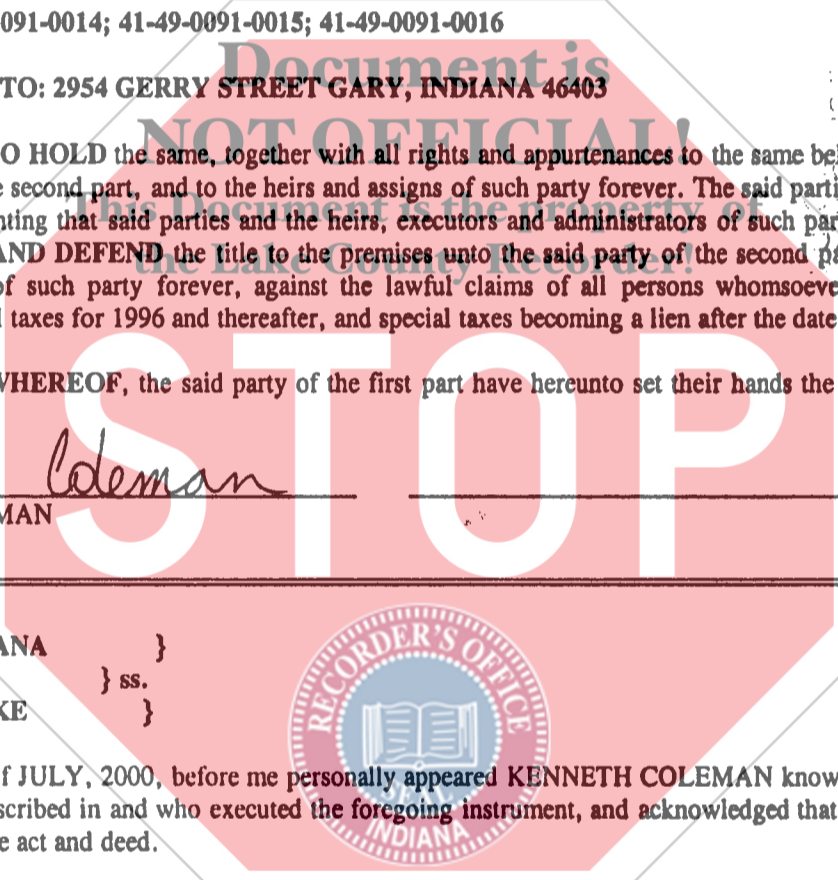 091-0014; 41-49-0091-0015; 41-49-0091-0016
Document is
TO: 2954 GERRY STREET GARY, INDIANA 46403
NOT OFFICIAL!
O HOLD the same, together with all rights and appurtenances to the same be
e second part, and to the heirs and assigns of such party forever. The said parti
This Document is the property of
nting that said parties and the heirs, executors and administrators of such par
AND DEFEND the title to the premises unto the said party of the second pa
the Lake County Recorder!
of such party forever, against the lawful claims of all persons whomsoeve
l taxes for 1996 and thereafter, and special taxes becoming a lien after the date
WHEREOF, the said party of the first part have hereunto set their hands the
STOP
Coleman
MAN
ANA }
} ss.
KE }
RECORDER'S OFFICE
SEAL
INDIANA
f JULY, 2000, before me personally appeared KENNETH COLEMAN know
scribed in and who executed the foregoing instrument, and acknowledged that
e act and deed.